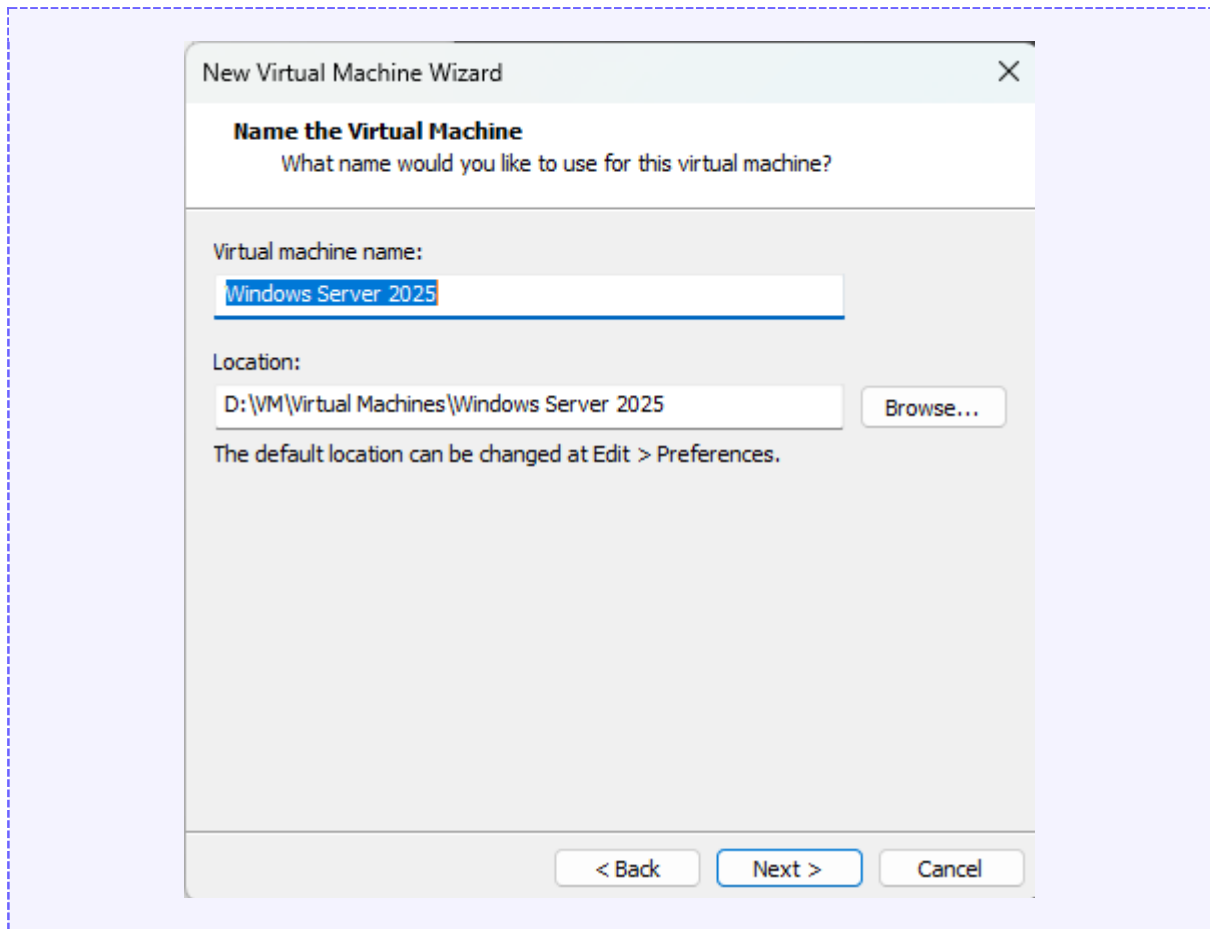 New Virtual Machine Wizard
Name the Virtual Machine
What name would you like to use for this virtual machine?
Virtual machine name:
Windows Server 2025
Location:
D:\VM\Virtual Machines\Windows Server 2025
Browse...
The default location can be changed at Edit > Preferences.
< Back Next > Cancel